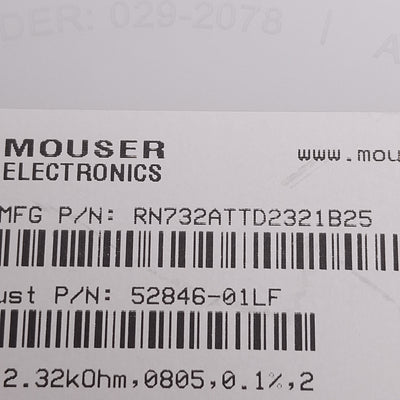 DER: 029-2078 | A
MOUSER
ELECTRONICS
www.mou
MFG P/N: RN732ATTD2321B25
ust P/N: 52846-01LF
2.32kOhm,0805,0.1%,2